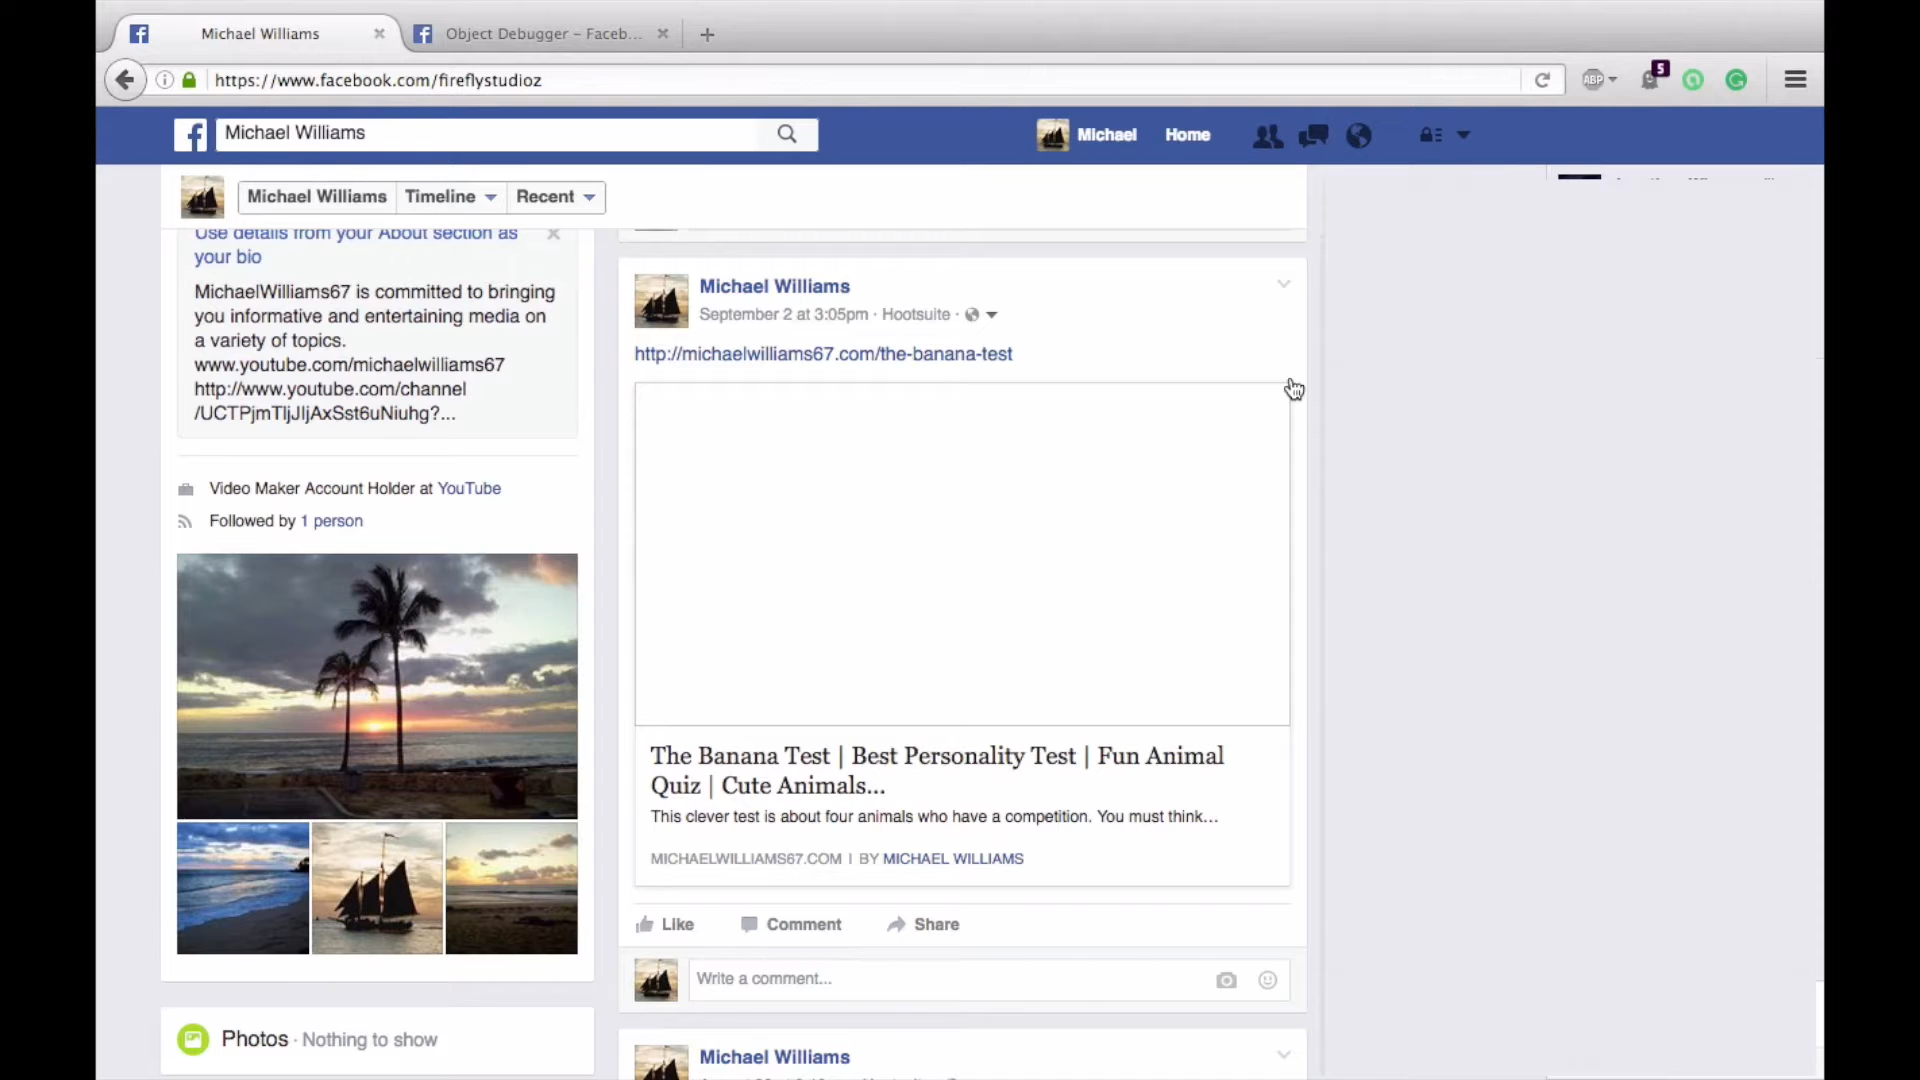 Michael Williams
Object Debugger – Faceb...
https://www.facebook.com/fireflystudioz
ABP
5
Michael Williams
Michael
Home
Michael Williams
Timeline
Recent
Use details from your About section as
your bio
MichaelWilliams67 is committed to bringing
you informative and entertaining media on
a variety of topics.
www.youtube.com/michaelwilliams67
http://www.youtube.com/channel
/UCTPjmTljJljAxSst6uNiuhg?...
Video Maker Account Holder at YouTube
Followed by 1 person
Photos · Nothing to show
Michael Williams
September 2 at 3:05pm · Hootsuite ·
http://michaelwilliams67.com/the-banana-test
The Banana Test | Best Personality Test | Fun Animal
Quiz | Cute Animals...
This clever test is about four animals who have a competition. You must think...
MICHAELWILLIAMS67.COM | BY MICHAEL WILLIAMS
Like
Comment
Share
Write a comment...
Michael Williams